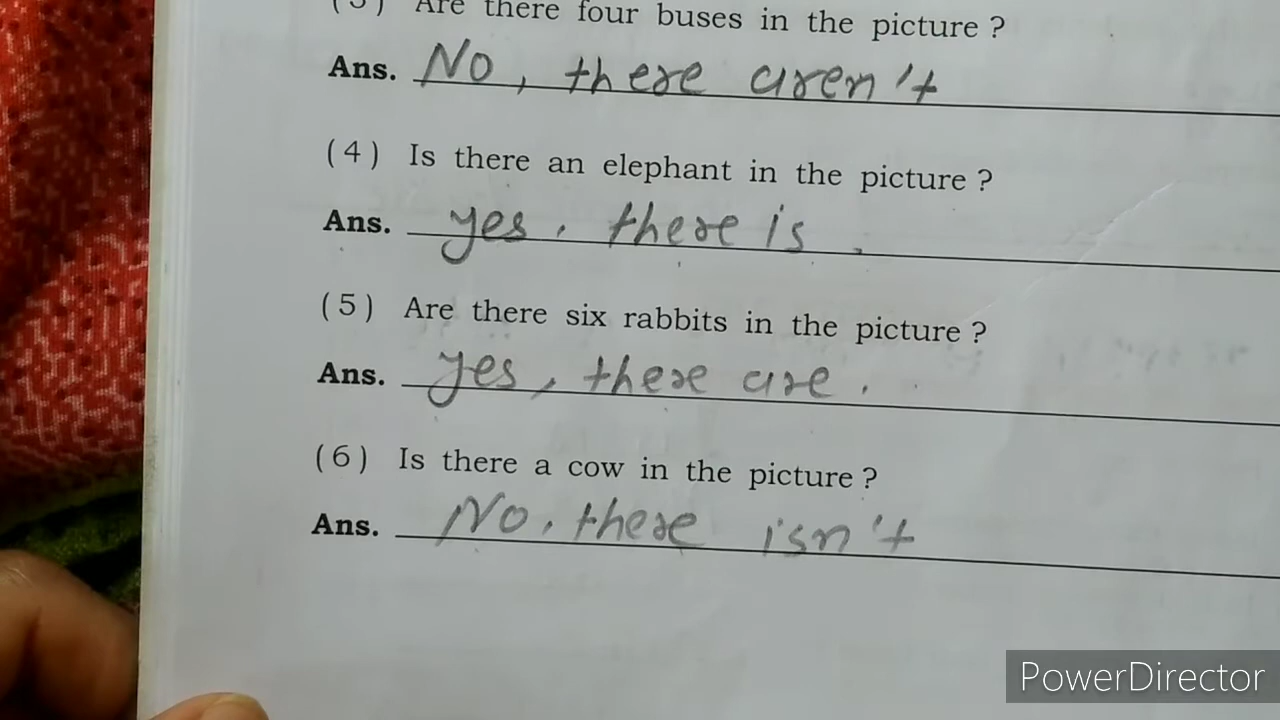 (3) Are there four buses in the picture ?
Ans. No, there aren't
(4) Is there an elephant in the picture ?
Ans. yes, there is.
(5) Are there six rabbits in the picture ?
Ans. yes, there are.
(6) Is there a cow in the picture ?
Ans. No, there isn't
PowerDirector